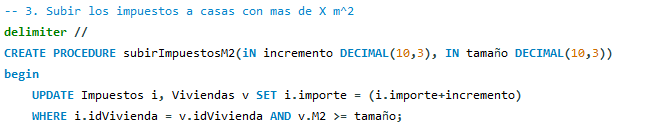 -- 3. Subir los impuestos a casas con mas de X m^2
delimiter //
CREATE PROCEDURE subirImpuestosM2(iN incremento DECIMAL(10,3), IN tamaño DECIMAL(10,3))
begin
UPDATE Impuestos i, Viviendas v SET i.importe = (i.importe+incremento)
WHERE i.idVivienda = v.idVivienda AND v.M2 >= tamaño;